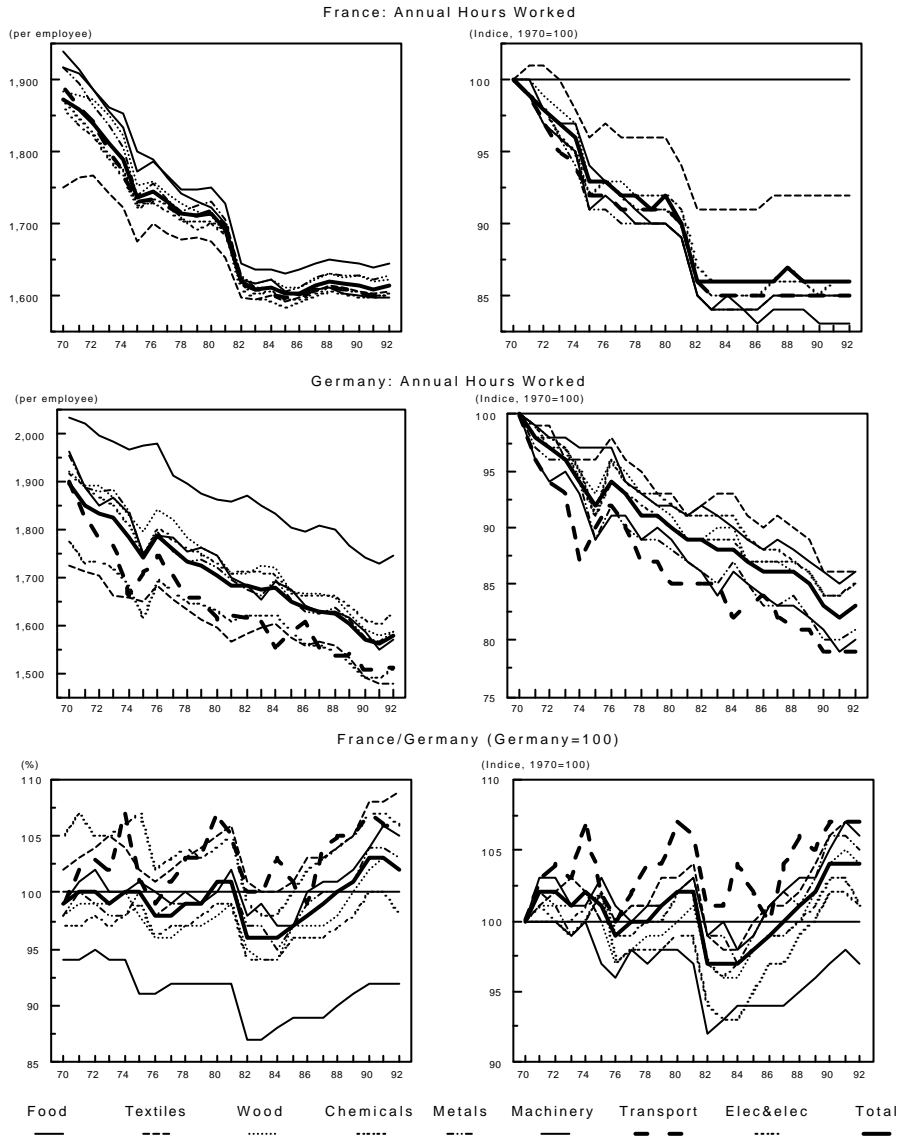 France: Annual Hours Worked
(per employee)
(Indice, 1970=100)
1,900
1,800
1,700
1,600
100
95
90
85
70 72 74 76 78 80 82 84 86 88 90 92
70 72 74 76 78 80 82 84 86 88 90 92
Germany: Annual Hours Worked
(per employee)
(Indice, 1970=100)
2,000
1,900
1,800
1,700
1,600
1,500
100
95
90
85
80
75
70 72 74 76 78 80 82 84 86 88 90 92
70 72 74 76 78 80 82 84 86 88 90 92
France/Germany (Germany=100)
(%)
(Indice, 1970=100)
110
105
100
95
90
85
110
105
100
95
90
70 72 74 76 78 80 82 84 86 88 90 92
70 72 74 76 78 80 82 84 86 88 90 92
Food Textiles Wood Chemicals Metals Machinery Transport Elec&elec Total